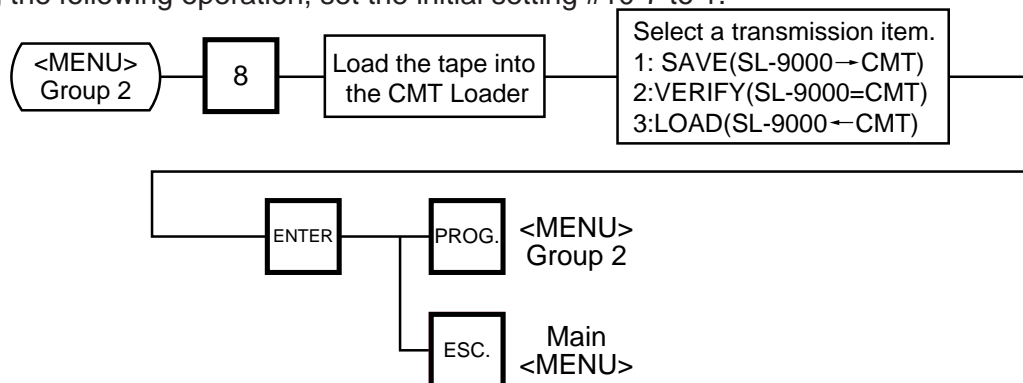 the following operation, set the initial setting #10-7 to 1.
<MENU>
Group 2
8
Load the tape into
the CMT Loader
Select a transmission item.
1: SAVE(SL-9000→CMT)
2:VERIFY(SL-9000=CMT)
3:LOAD(SL-9000←CMT)
ENTER
PROG.
<MENU>
Group 2
ESC.
Main
<MENU>